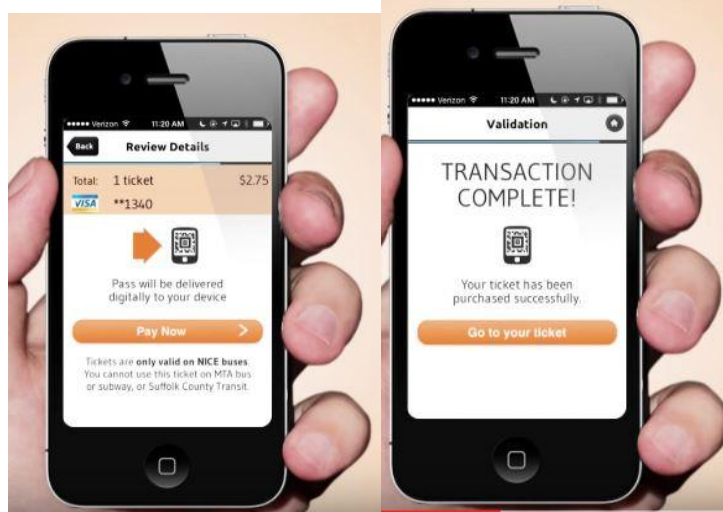 Verizon 11:20 AM
Back
Review Details
Total: 1 ticket $2.75
VISA **1340
Pass will be delivered
digitally to your device
Pay Now
Tickets are only valid on NICE buses.
You cannot use this ticket on MTA bus
or subway, or Suffolk County Transit.
Verizon 11:20 AM
Validation
TRANSACTION
COMPLETE!
Your ticket has been
purchased successfully.
Go to your ticket